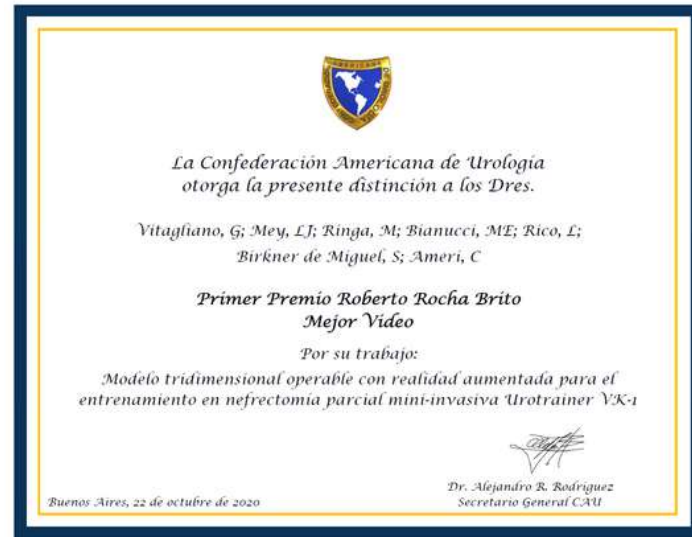 AMERICANA
La Confederación Americana de Urología
otorga la presente distinción a los Dres.
Vitagliano, G; Mey, LJ; Ringa, M; Bianucci, ME; Rico, L;
Birkner de Miguel, S; Ameri, C
Primer Premio Roberto Rocha Brito
Mejor Video
Por su trabajo:
Modelo tridimensional operable con realidad aumentada para el
entrenamiento en nefrectomía parcial mini-invasiva Urotrainer VK-1
Dr. Alejandro R. Rodriguez
Secretario General CAU
Buenos Aires, 22 de octubre de 2020